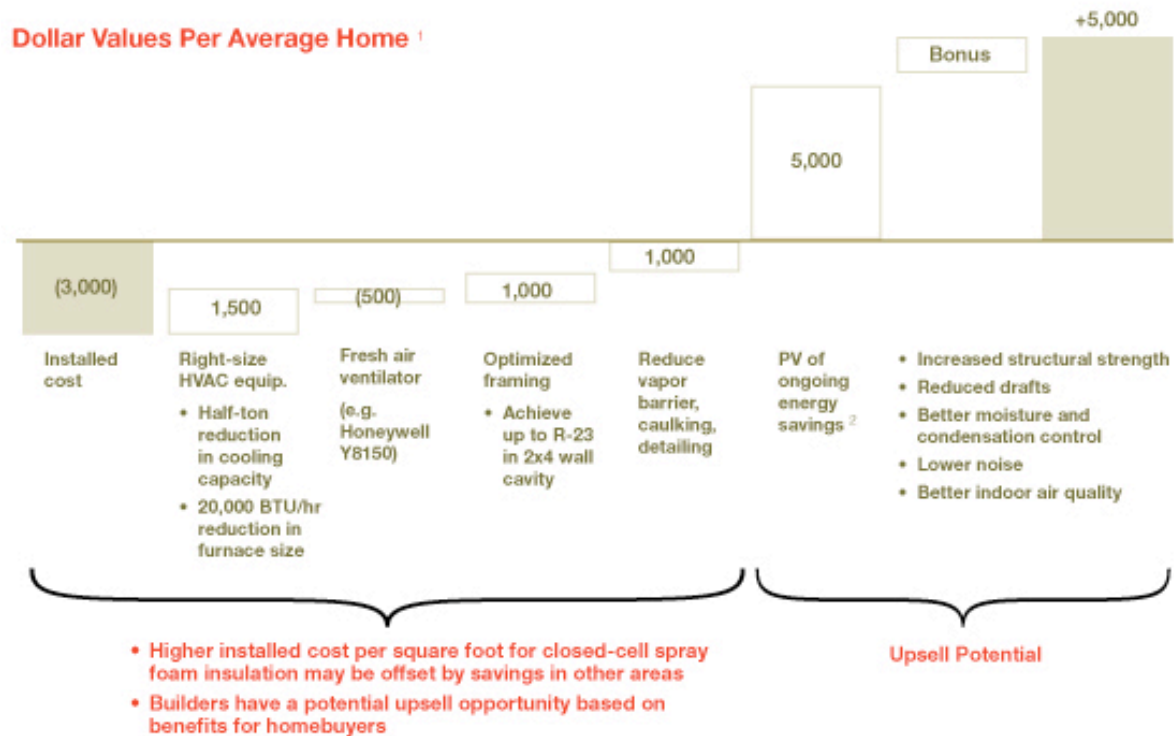 Dollar Values Per Average Home 1
+5,000
Bonus
5,000
1,000
(3,000)
1,500
(500)
1,000
Installed
cost
Right-size
HVAC equip.
• Half-ton
reduction
in cooling
capacity
• 20,000 BTU/hr
reduction in
furnace size
Fresh air
ventilator
(e.g.
Honeywell
Y8150)
Optimized
framing
• Achieve
up to R-23
in 2x4 wall
cavity
Reduce
vapor
barrier,
caulking,
detailing
PV of
ongoing
energy
savings 2
• Increased structural strength
• Reduced drafts
• Better moisture and
condensation control
• Lower noise
• Better indoor air quality
• Higher installed cost per square foot for closed-cell spray
foam insulation may be offset by savings in other areas
• Builders have a potential upsell opportunity based on
benefits for homebuyers
Upsell Potential